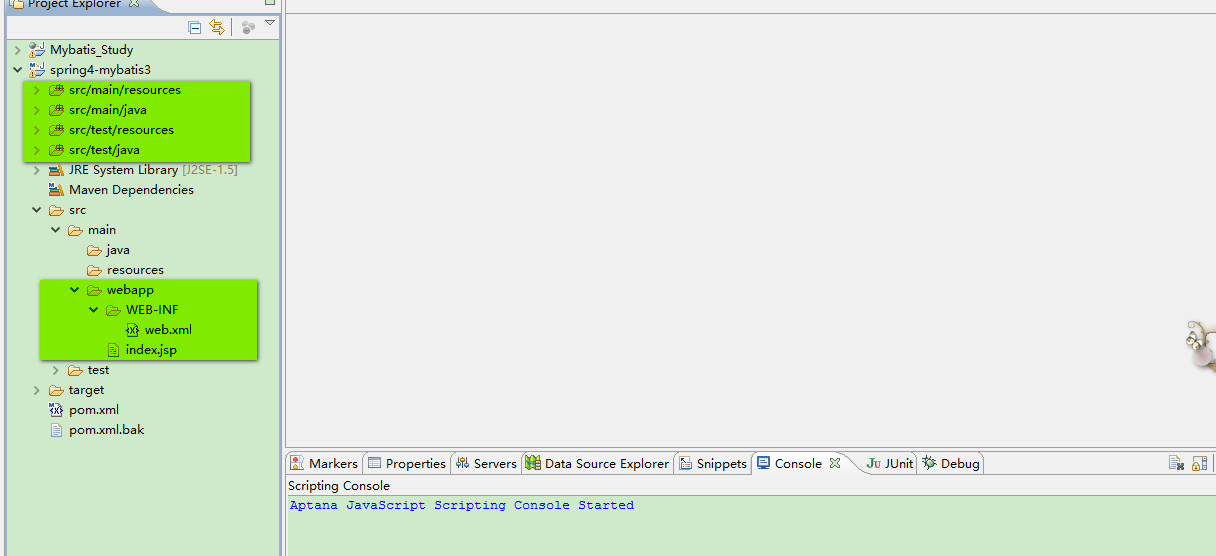 Project Explorer
Mybatis_Study
spring4-mybatis3
src/main/resources
src/main/java
src/test/resources
src/test/java
JRE System Library [J2SE-1.5]
Maven Dependencies
src
main
java
resources
webapp
WEB-INF
web.xml
index.jsp
test
target
pom.xml
pom.xml.bak
Markers Properties Servers Data Source Explorer Snippets Console JUnit Debug
Scripting Console
Aptana JavaScript Scripting Console Started